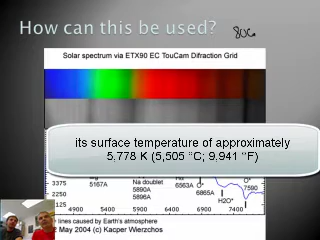 How can this be used?
Solar spectrum via ETX90 EC TouCam Difraction Grid
its surface temperature of approximately
5,778 K (5,505 °C; 9,941 °F)
3375
2250
1125
5167A
Na doublet
5890A
5896A
6563A
O²
6865A
H2O*
O²
7590
4900
5400
5900
6400
6900
7400
lines caused by Earth's atmosphere
May 2004 (c) Kacper Wierzchos